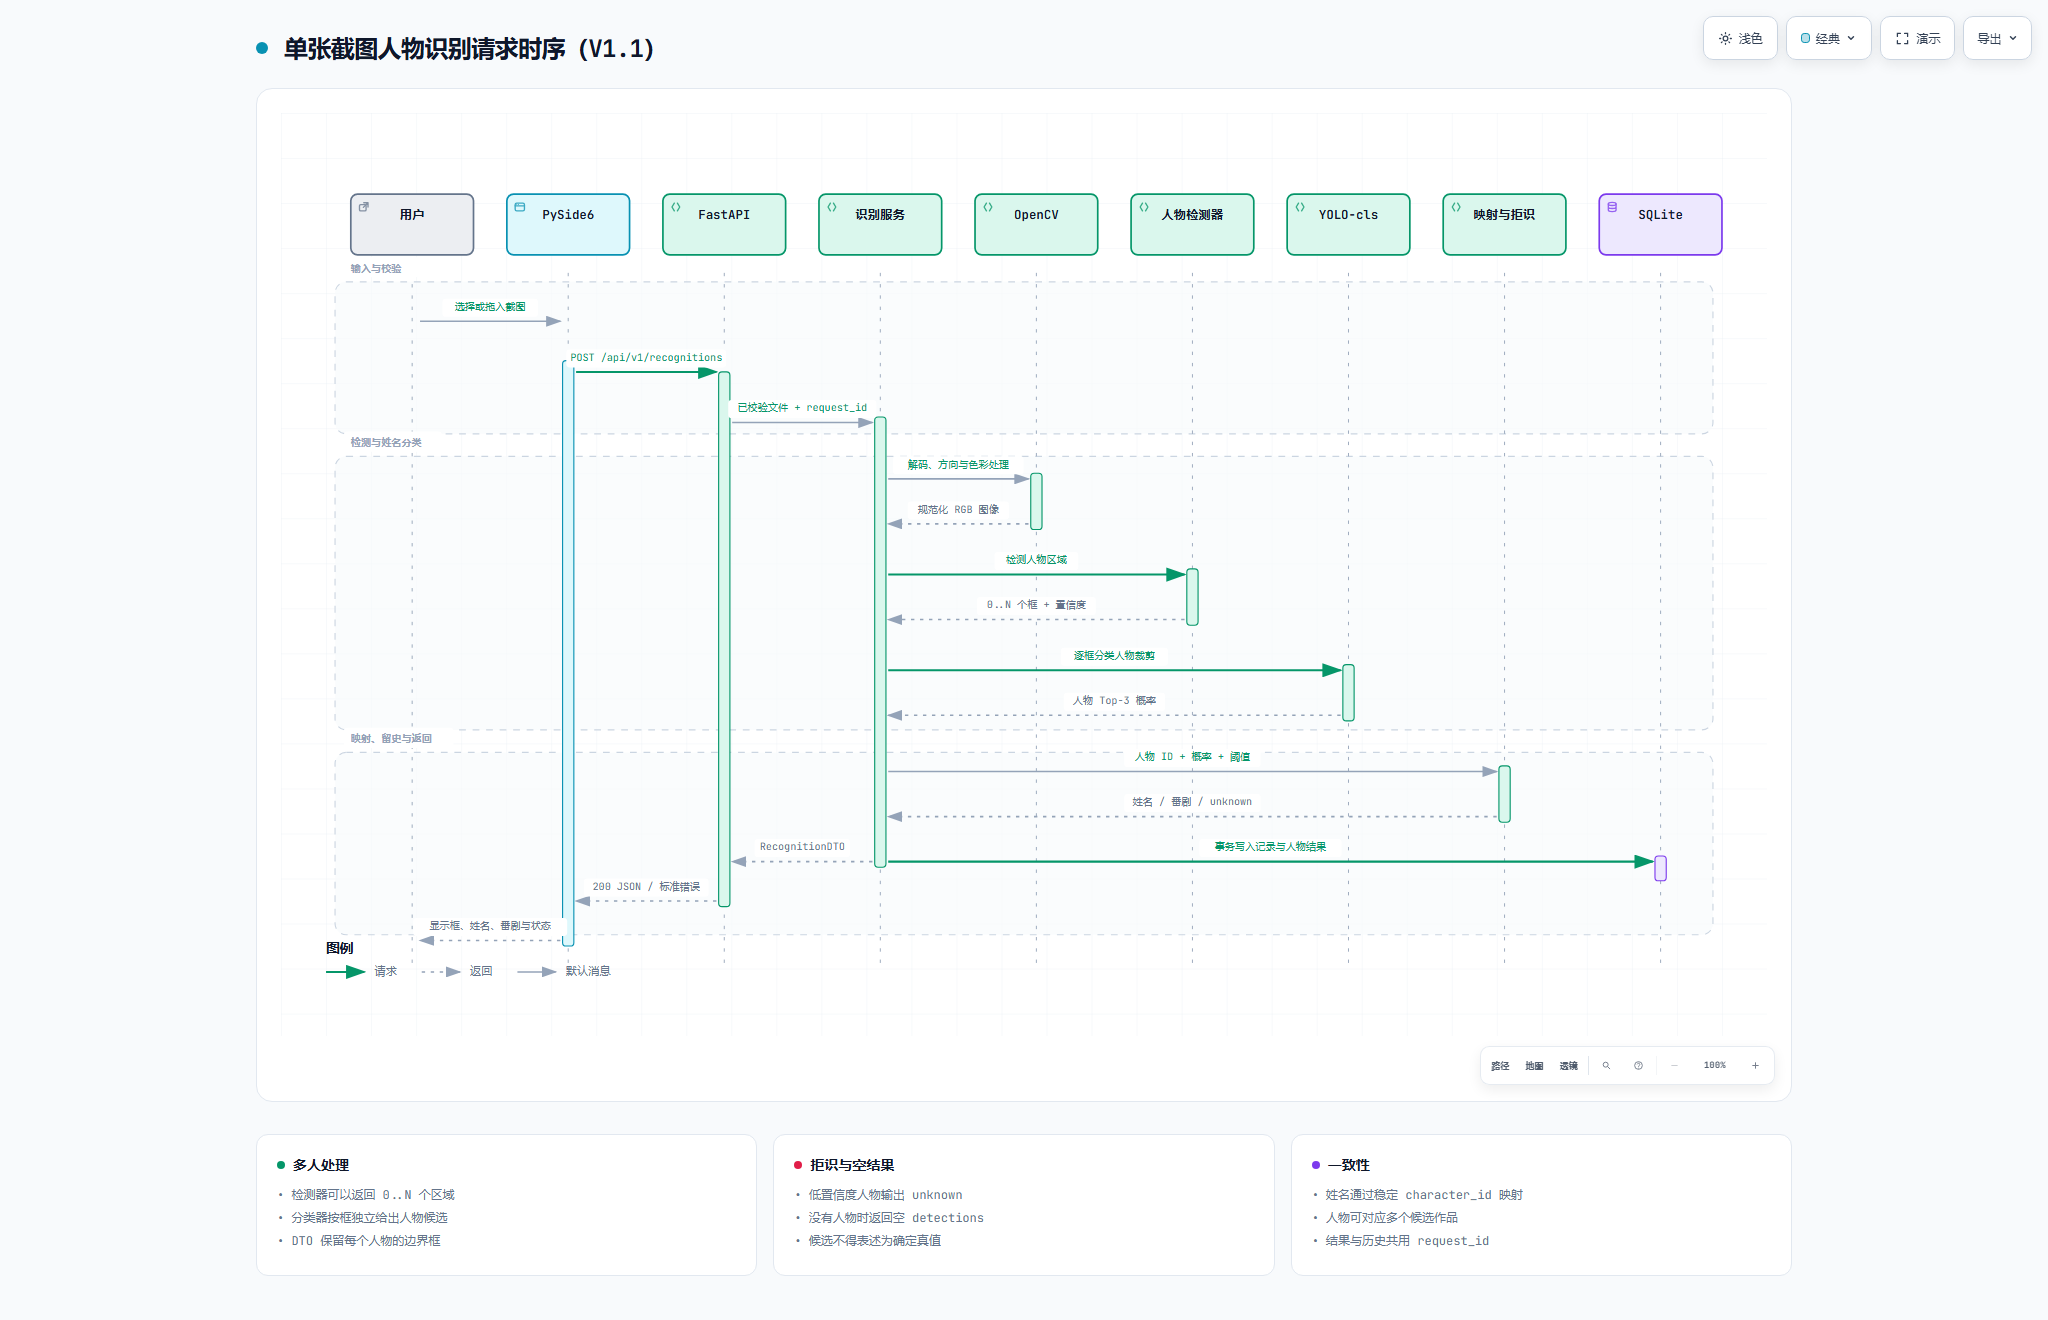 单张截图人物识别请求时序（V1.1）
浅色
经典
演示
导出
用户
PySide6
FastAPI
识别服务
OpenCV
人物检测器
YOLO-cls
映射与拒识
SQLite
输入与校验
选择或拖入截图
POST /api/v1/recognitions
已校验文件 + request_id
检测与姓名分类
解码、方向与色彩处理
规范化 RGB 图像
检测人物区域
0..N 个框 + 置信度
逐框分类人物裁剪
人物 Top-3 概率
映射、留史与返回
人物 ID + 概率 + 阈值
姓名 / 番剧 / unknown
RecognitionDTO
事务写入记录与人物结果
200 JSON / 标准错误
显示框、姓名、番剧与状态
图例
请求
返回
默认消息
路径
地图
透镜
100%
多人处理
• 检测器可以返回 0..N 个区域
• 分类器按框独立给出人物候选
• DTO 保留每个人物的边界框
拒识与空结果
• 低置信度人物输出 unknown
• 没有人物时返回空 detections
• 候选不得表述为确定真值
一致性
• 姓名通过稳定 character_id 映射
• 人物可对应多个候选作品
• 结果与历史共用 request_id